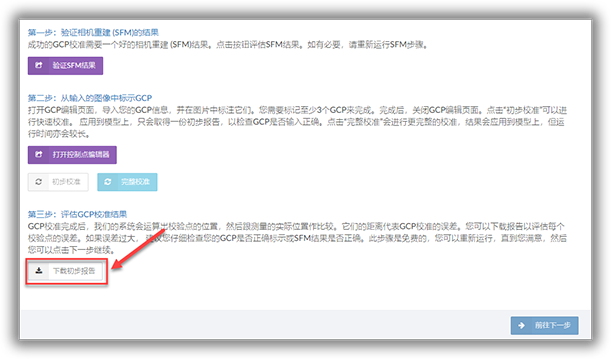 第一步：验证相机重建 (SFM)的结果
成功的GCP校准需要一个好的相机重建 (SFM)结果。点击按钮评估SFM结果。如有必要，请重新运行SFM步骤。
验证SFM结果
第二步：从输入的图像中标示GCP
打开GCP编辑页面，导入您的GCP信息，并在图片中标注它们。您需要标记至少3个GCP来完成。完成后，关闭GCP编辑页面。点击"初步校准"可以进
行快速校准。 应用到模型上，只会取得一份初步报告，以检查GCP是否输入正确。点击"完整校准"会进行更完整的校准，结果会应用到模型上，但运
行时间亦会较长。
打开控制点编辑器
初步校准 完整校准
第三步：评估GCP校准结果
GCP校准完成后，我们的系统会运算出校验点的位置，然后跟测量的实际位置作比较。它们的距离代表GCP校准的误差。您可以下载报告以评估每个
校验点的误差。如果误差过大，建议您仔细检查您的GCP是否正确标示或SFM结果是否正确。此步骤是免费的，您可以重新运行，直到您满意，然后
您可以点击下一步继续。
下载初步报告
前往下一步